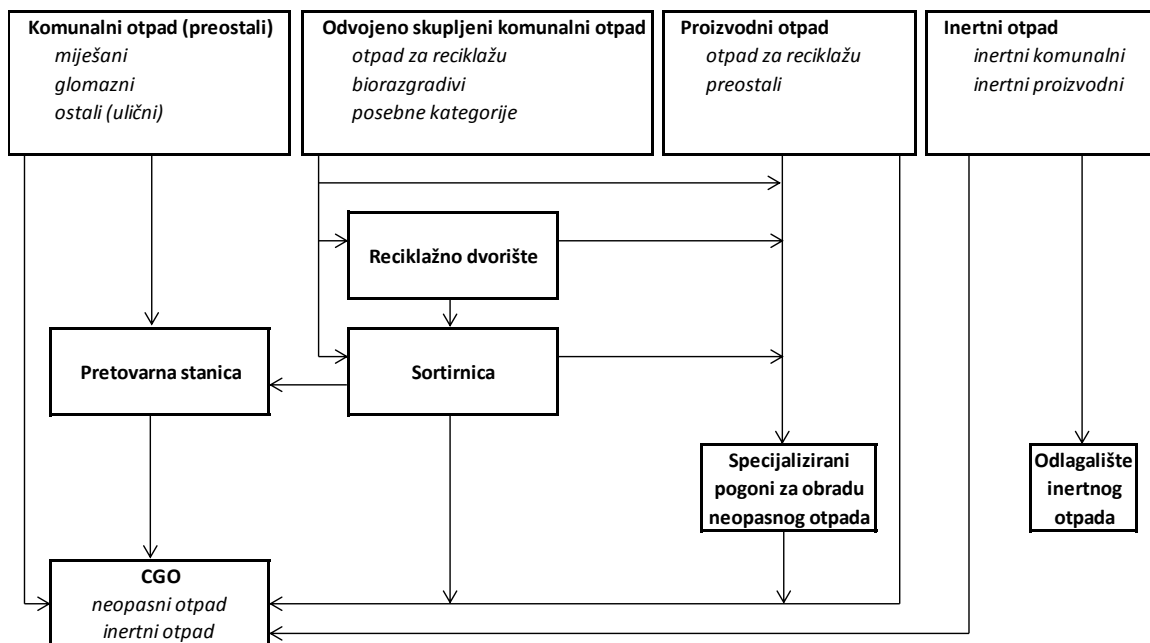 Komunalni otpad (preostali)
miješani
glomazni
ostali (ulični)
Odvojeno skupljeni komunalni otpad
otpad za reciklažu
biorazgradivi
posebne kategorije
Proizvodni otpad
otpad za reciklažu
preostali
Inertni otpad
inertni komunalni
inertni proizvodni
Reciklažno dvorište
Pretovarna stanica
Sortirnica
Specijalizirani
pogoni za obradu
neopasnog otpada
Odlagalište
inertnog
otpada
CGO
neopasni otpad
inertni otpad